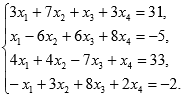 3x₁ + 7x₂ + x₃ + 3x₄ = 31,
x₁ − 6x₂ + 6x₃ + 8x₄ = −5,
4x₁ + 4x₂ − 7x₃ + x₄ = 33,
−x₁ + 3x₂ + 8x₃ + 2x₄ = −2.